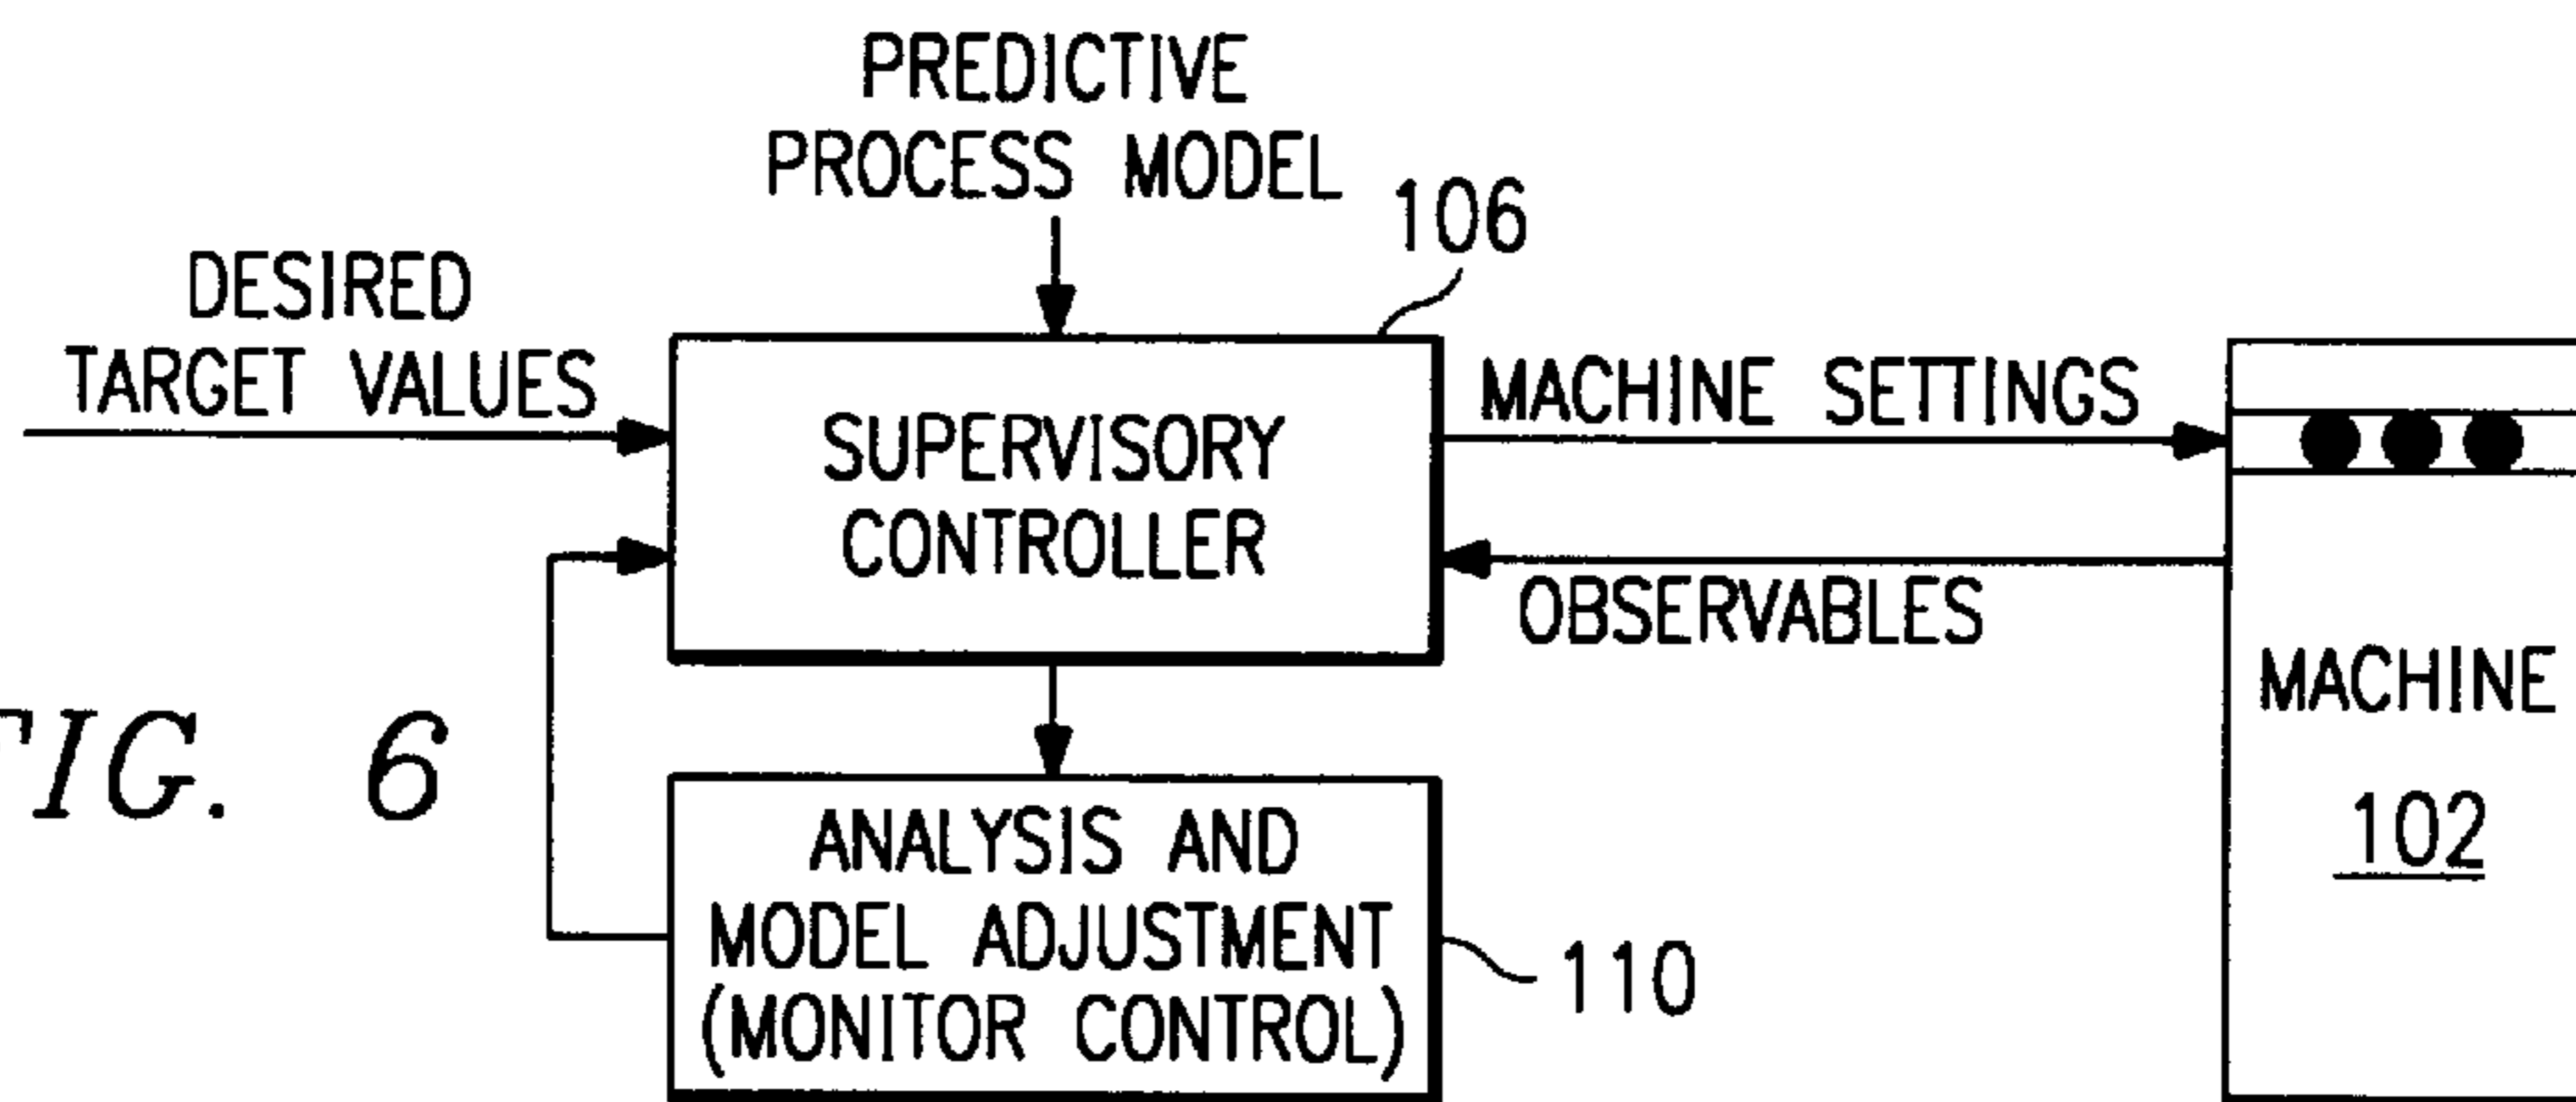 PREDICTIVE
PROCESS MODEL
106
DESIRED
TARGET VALUES
SUPERVISORY
CONTROLLER
MACHINE SETTINGS
OBSERVABLES
MACHINE
102
FIG. 6
ANALYSIS AND
MODEL ADJUSTMENT
(MONITOR CONTROL)
110